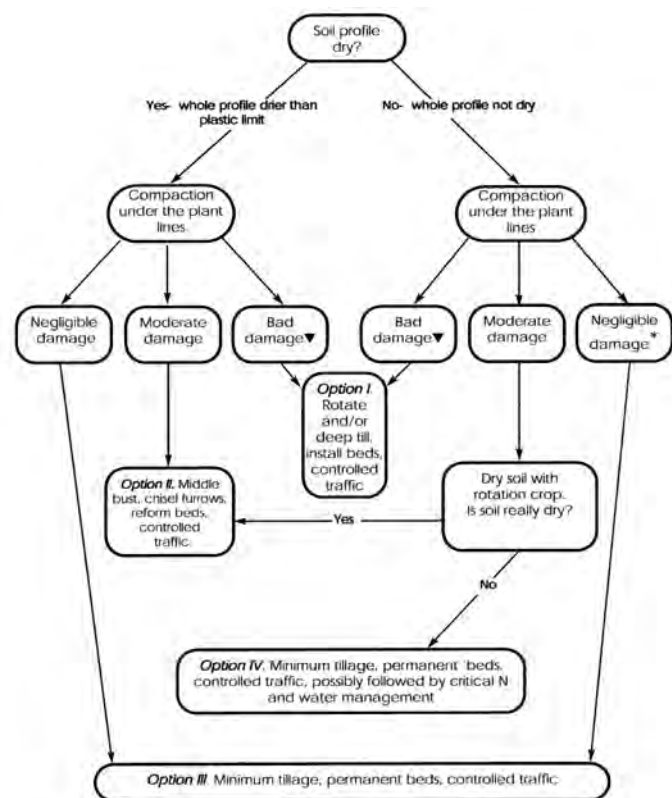 Soil profile
dry?
Yes- whole profile drier than
plastic limit
No- whole profile not dry
Compaction
under the plant
lines
Compaction
under the plant
lines
Negligible
damage
Moderate
damage
Bad
damage▼
Bad
damage▼
Moderate
damage
Negligible
damage*
Option I.
Rotate
and/or
deep till,
install beds,
controlled
traffic
Option II. Middle
bust, chisel furrows,
reform beds,
controlled
traffic.
Dry soil with
rotation crop.
Is soil really dry?
Yes
No
Option IV. Minimum tillage, permanent beds,
controlled traffic, possibly followed by critical N
and water management
Option III. Minimum tillage, permanent beds, controlled traffic